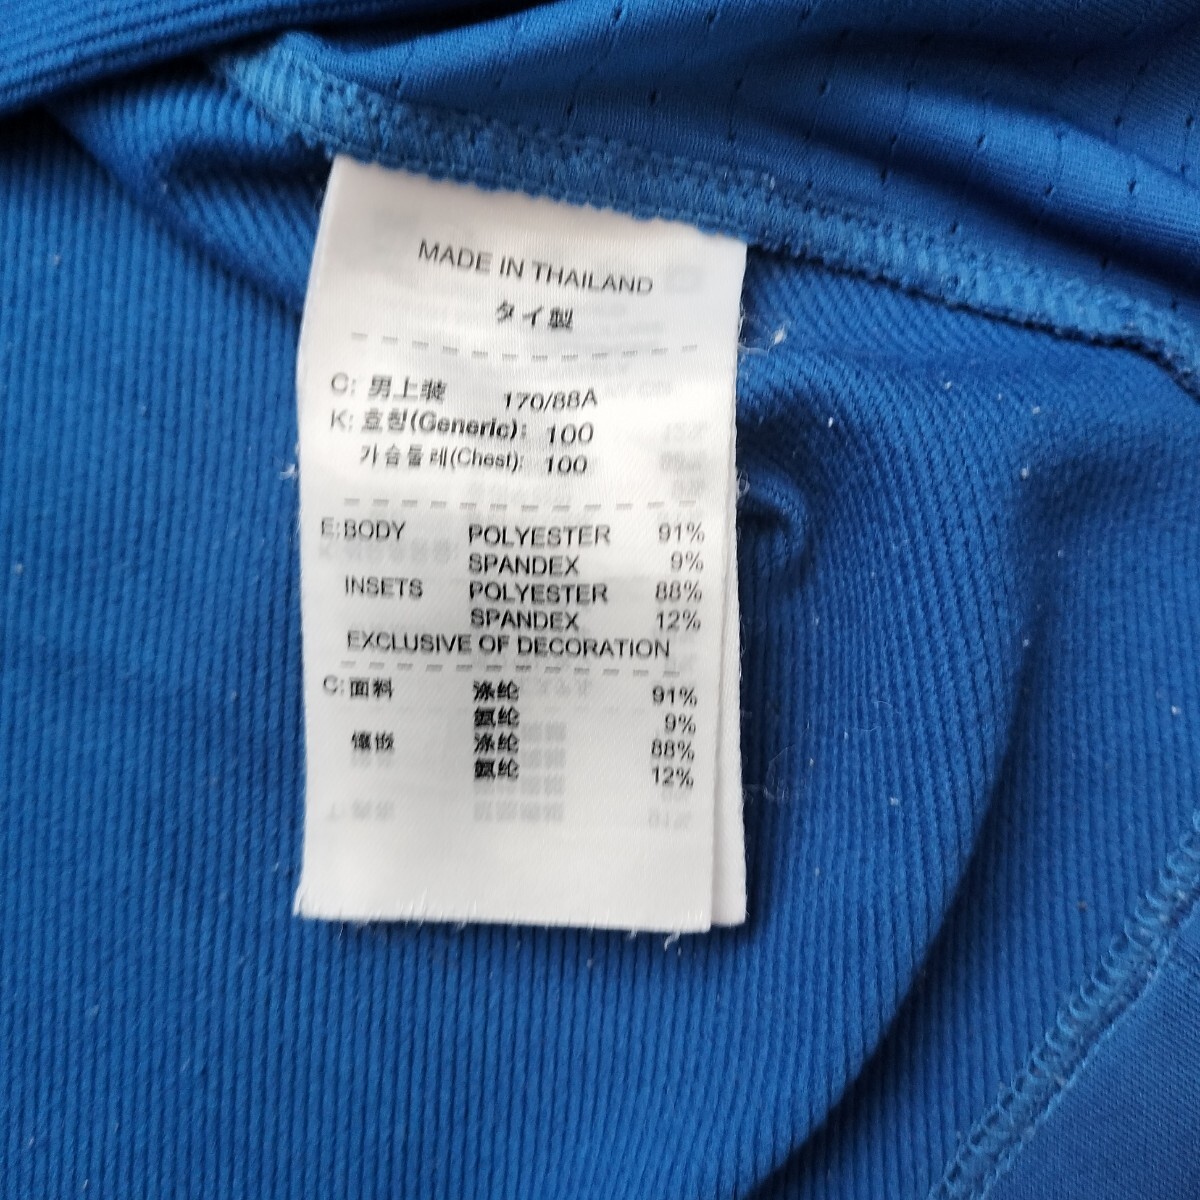 MADE IN THAILAND
タイ製
C: 男上装 170/88A
K: 호칭(Generic): 100
가슴둘레(Chest): 100
E: BODY POLYESTER 91%
SPANDEX 9%
INSETS POLYESTER 88%
SPANDEX 12%
EXCLUSIVE OF DECORATION
C: 面料 涤纶 91%
氨纶 9%
镶嵌 涤纶 88%
氨纶 12%